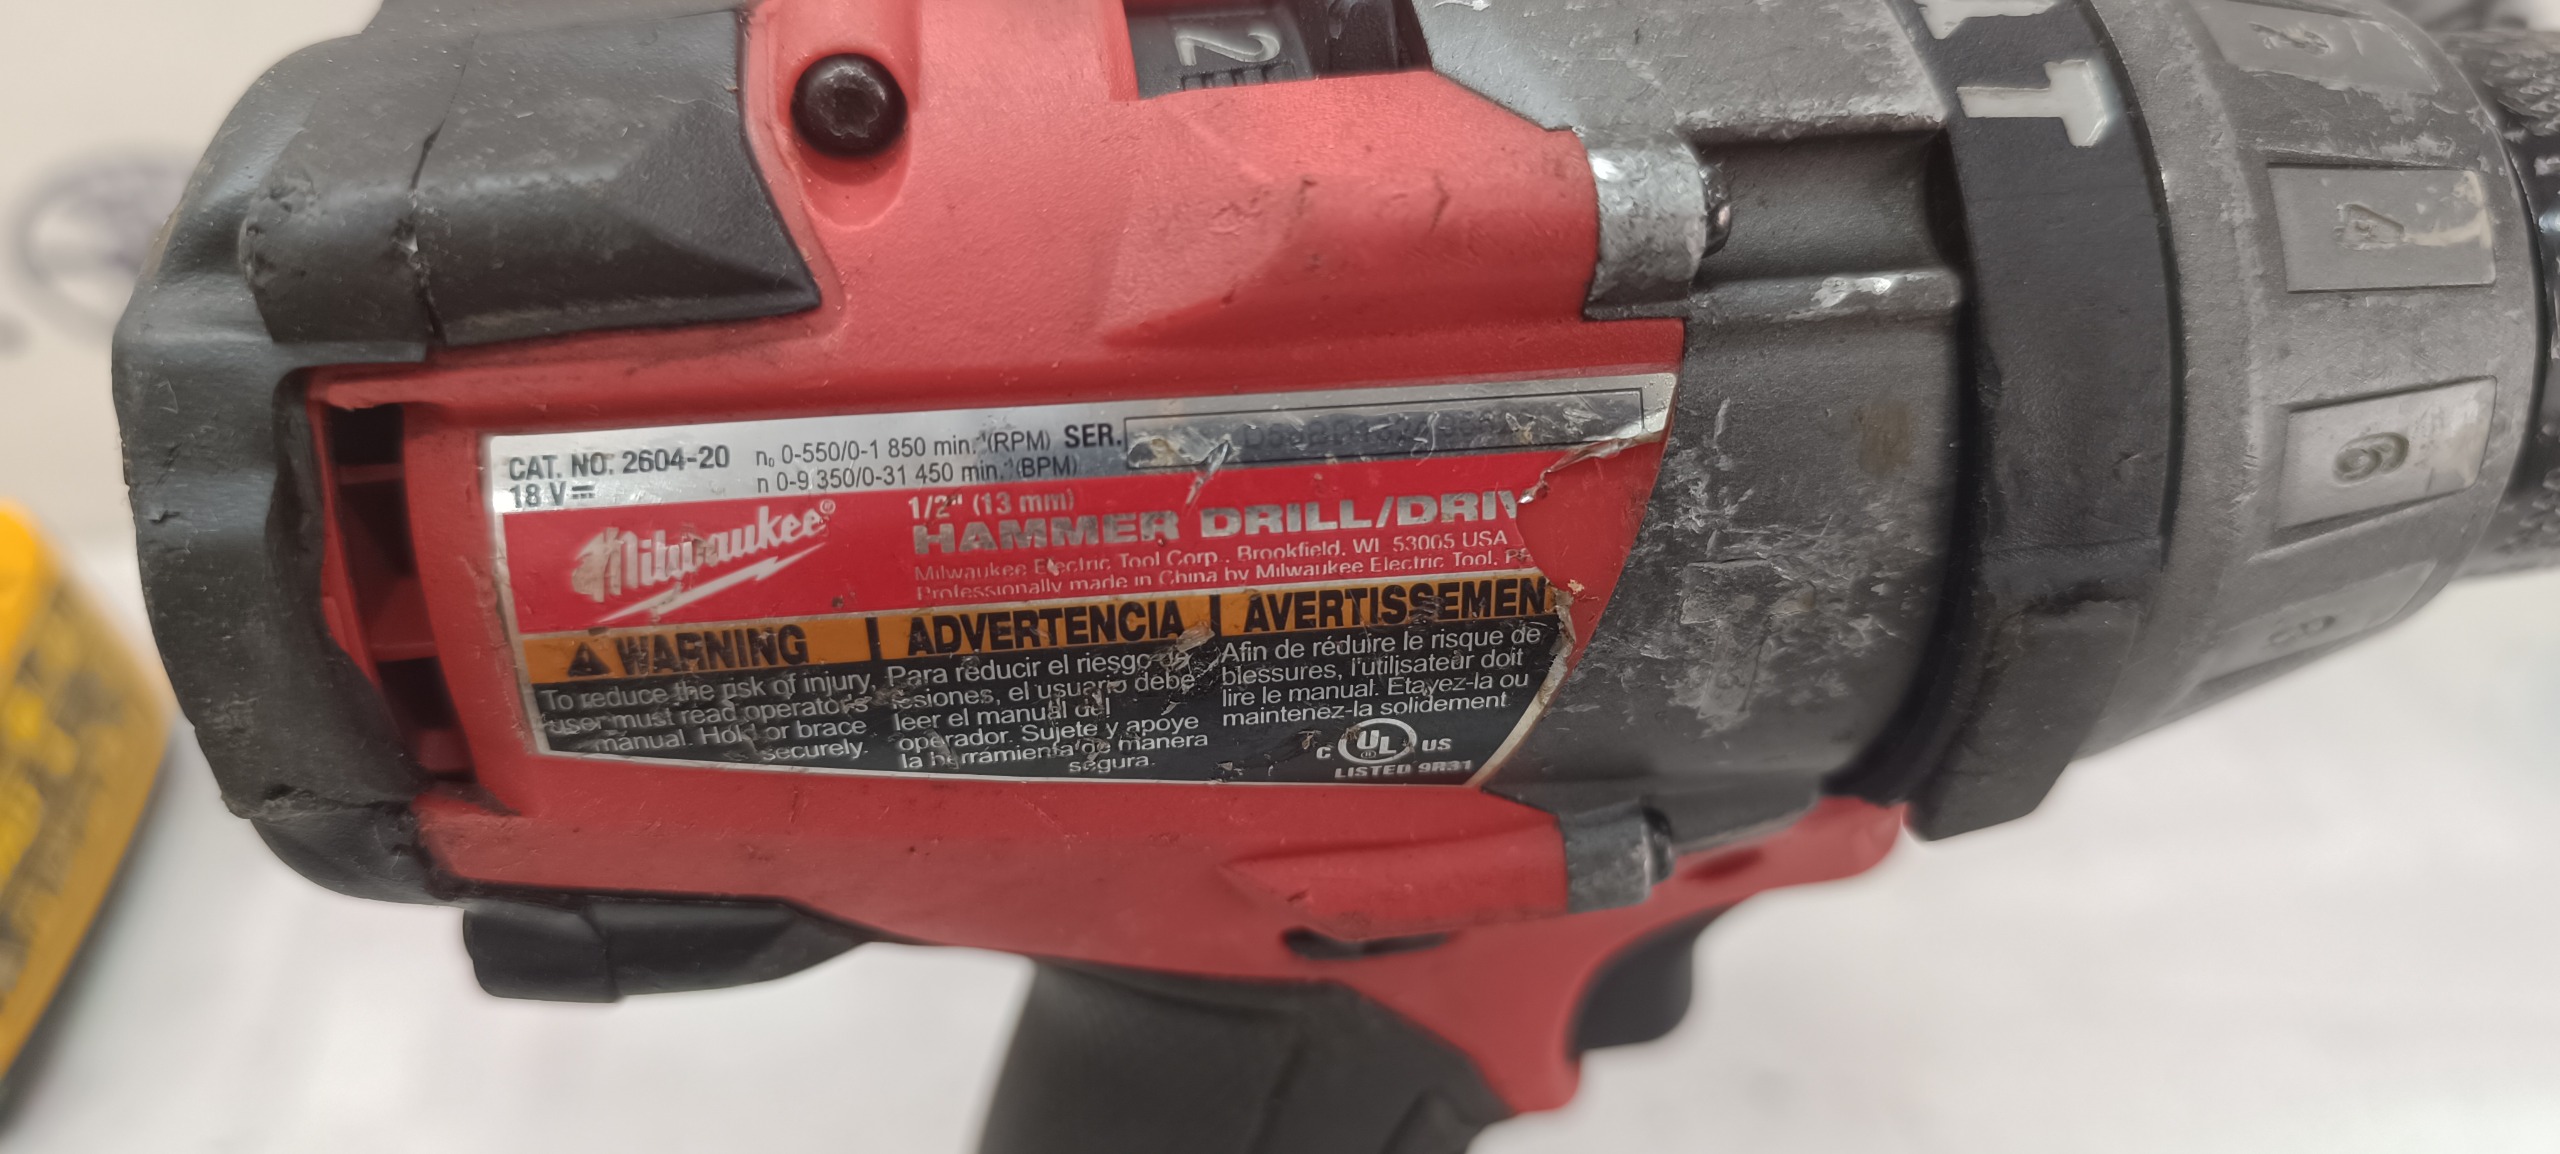 2
CAT. NO. 2604-20
18 V
n₀ 0-550/0-1 850 min.⁻¹(RPM) SER.
n 0-9 350/0-31 450 min.⁻¹(BPM)
Milwaukee®
1/2" (13 mm)
HAMMER DRILL/DRIV
Milwaukee Electric Tool Corp., Brookfield, WI 53005 USA
Professionally made in China by Milwaukee Electric Tool,
WARNING
To reduce the risk of injury,
user must read operator's
manual. Hold or brace
securely.
ADVERTENCIA
Para reducir el riesgo de
lesiones, el usuario debe
leer el manual del
operador. Sujete y apoye
la herramienta de manera
segura.
AVERTISSEMEN
Afin de réduire le risque de
blessures, l'utilisateur doit
lire le manual. Etayez-la ou
maintenez-la solidement
C UL® US
LISTED 9R31
7
9